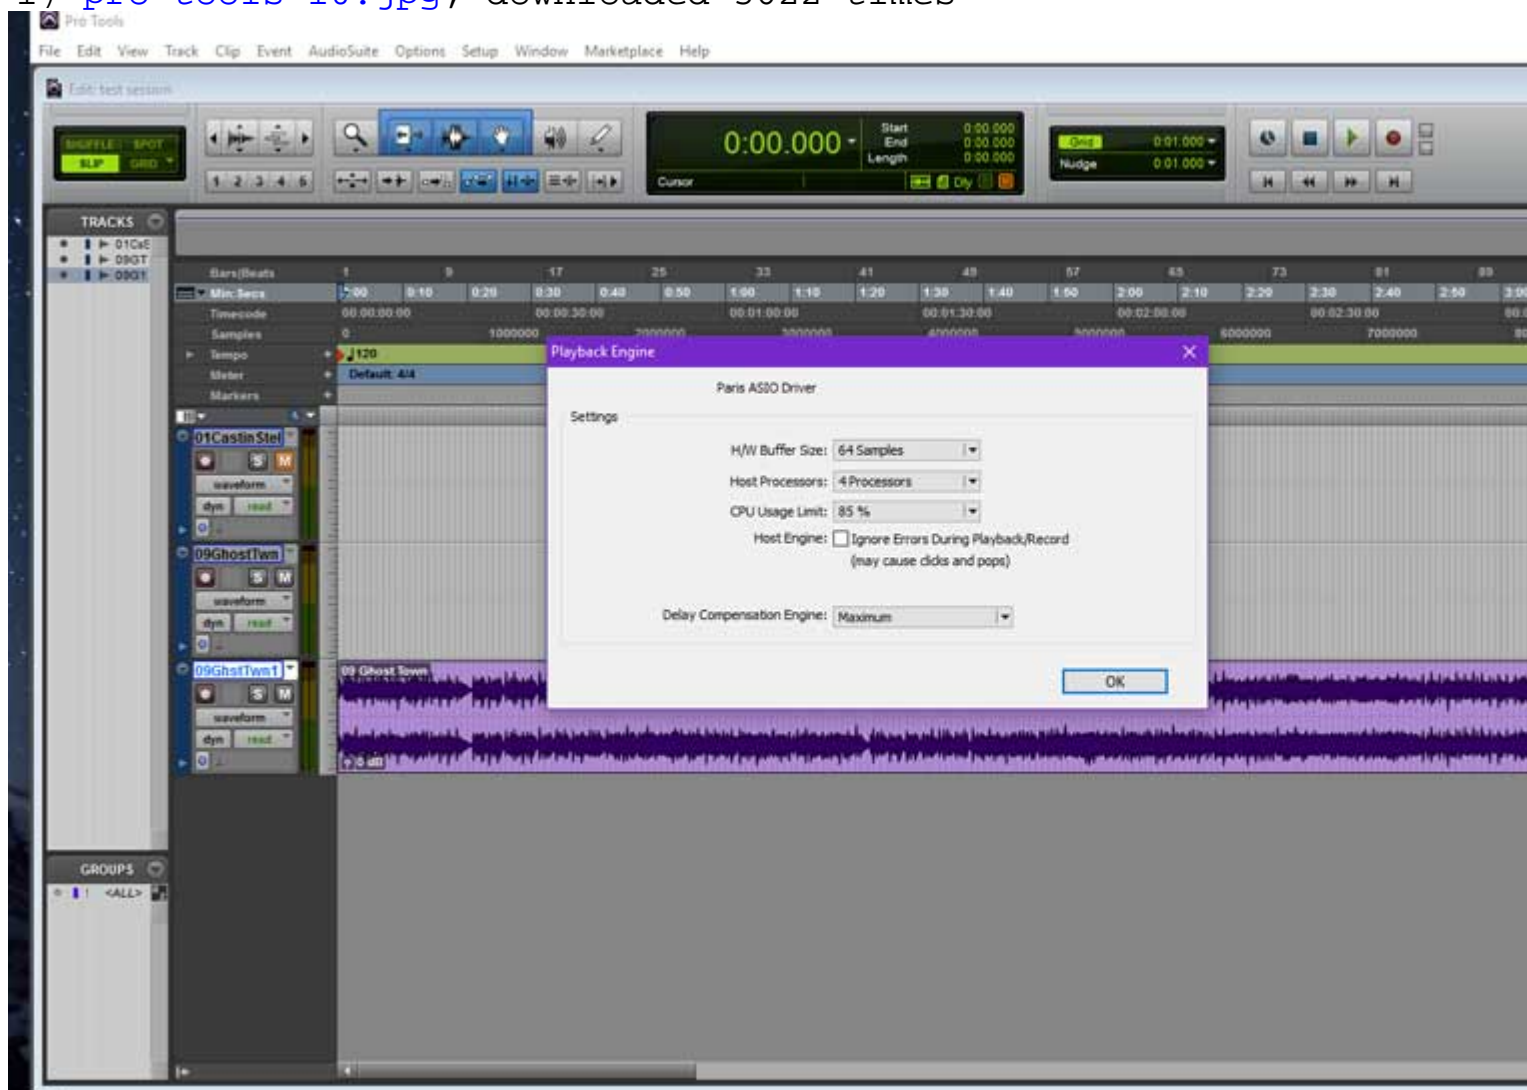 1) pro tools 10.jpg, downloaded 5022 times
Pro Tools
File Edit View Track Clip Event AudioSuite Options Setup Window Marketplace Help
Edit: test session
SHUFFLE SPOT
SLIP GRID
1 2 3 4 5
0:00.000
Start 0:00.000
End 0:00.000
Length 0:00.000
Cursor
Dly
Grid 0:01.000
Nudge 0:01.000
TRACKS
01CsS
09GT
09GT
Bars|Beats 1 9 17 25 33 41 49 57 65 73 81 89
Min:Secs 0:00 0:10 0:20 0:30 0:40 0:50 1:00 1:10 1:20 1:30 1:40 1:50 2:00 2:10 2:20 2:30 2:40 2:50 3:00
Timecode 00:00:00:00 00:00:30:00 00:01:00:00 00:01:30:00 00:02:00:00 00:02:30:00
Samples 0 1000000 2000000 3000000 4000000 5000000 6000000 7000000
Tempo 120
Meter Default: 4/4
Markers
Playback Engine
Paris ASIO Driver
Settings
H/W Buffer Size: 64 Samples
Host Processors: 4 Processors
CPU Usage Limit: 85 %
Host Engine: Ignore Errors During Playback/Record
(may cause clicks and pops)
Delay Compensation Engine: Maximum
OK
01CastinStel
S M
waveform
dyn read
09GhostTwn
S M
waveform
dyn read
09GhstTwn1
S M
waveform
dyn read
09 Ghost Town
0 dB
GROUPS
! <ALL>